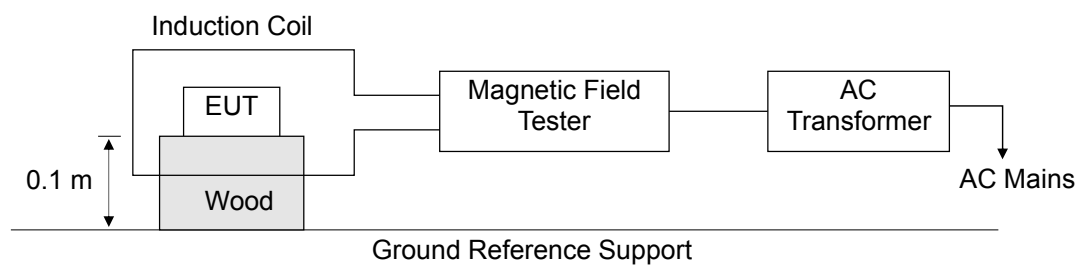 Induction Coil
EUT
Magnetic Field
Tester
AC
Transformer
0.1 m
Wood
AC Mains
Ground Reference Support